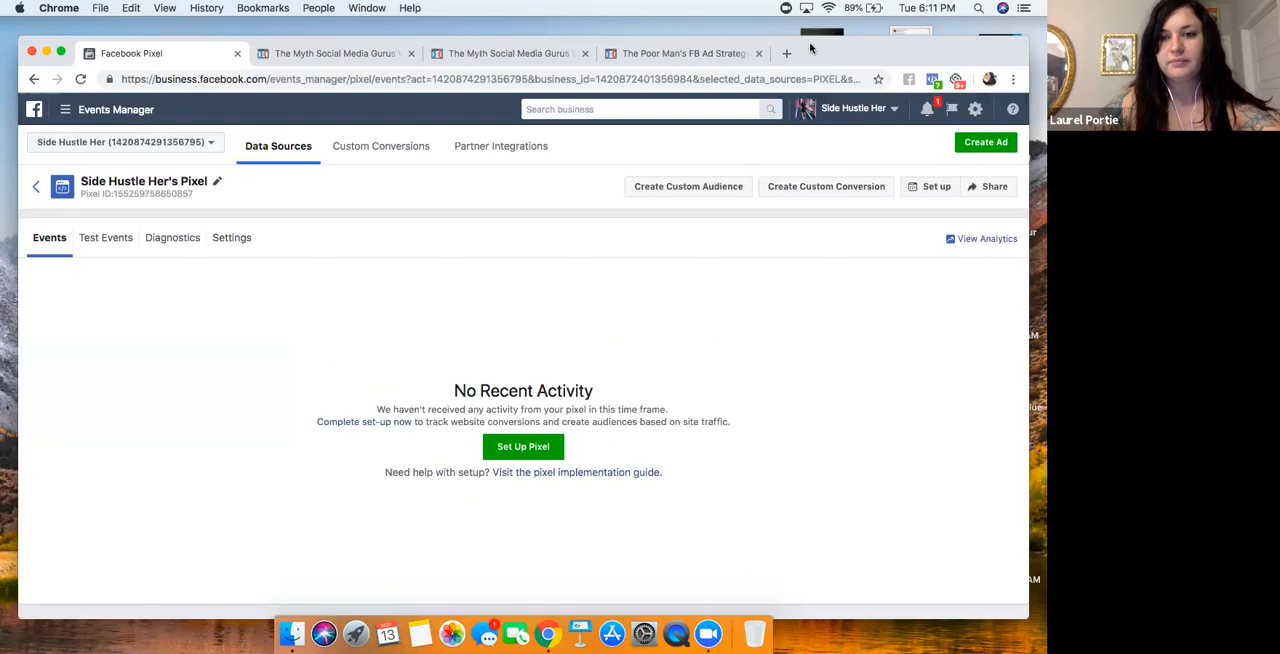 Chrome File Edit View History Bookmarks People Window Help 89% Tue 6:11 PM
Facebook Pixel The Myth Social Media Gurus The Myth Social Media Gurus The Poor Man's FB Ad Strateg
https://business.facebook.com/events_manager/pixel/events?act=1420874291356795&business_id=1420872401356984&selected_data_sources=PIXEL&s... 7 9+
Events Manager Search business Side Hustle Her 1
Side Hustle Her (1420874291356795) Data Sources Custom Conversions Partner Integrations Create Ad
Side Hustle Her's Pixel
Pixel ID:155259758650857
Create Custom Audience Create Custom Conversion Set up Share
Events Test Events Diagnostics Settings View Analytics
No Recent Activity
We haven't received any activity from your pixel in this time frame.
Complete set-up now to track website conversions and create audiences based on site traffic.
Set Up Pixel
Need help with setup? Visit the pixel implementation guide.
NOV
13
1
Laurel Portie